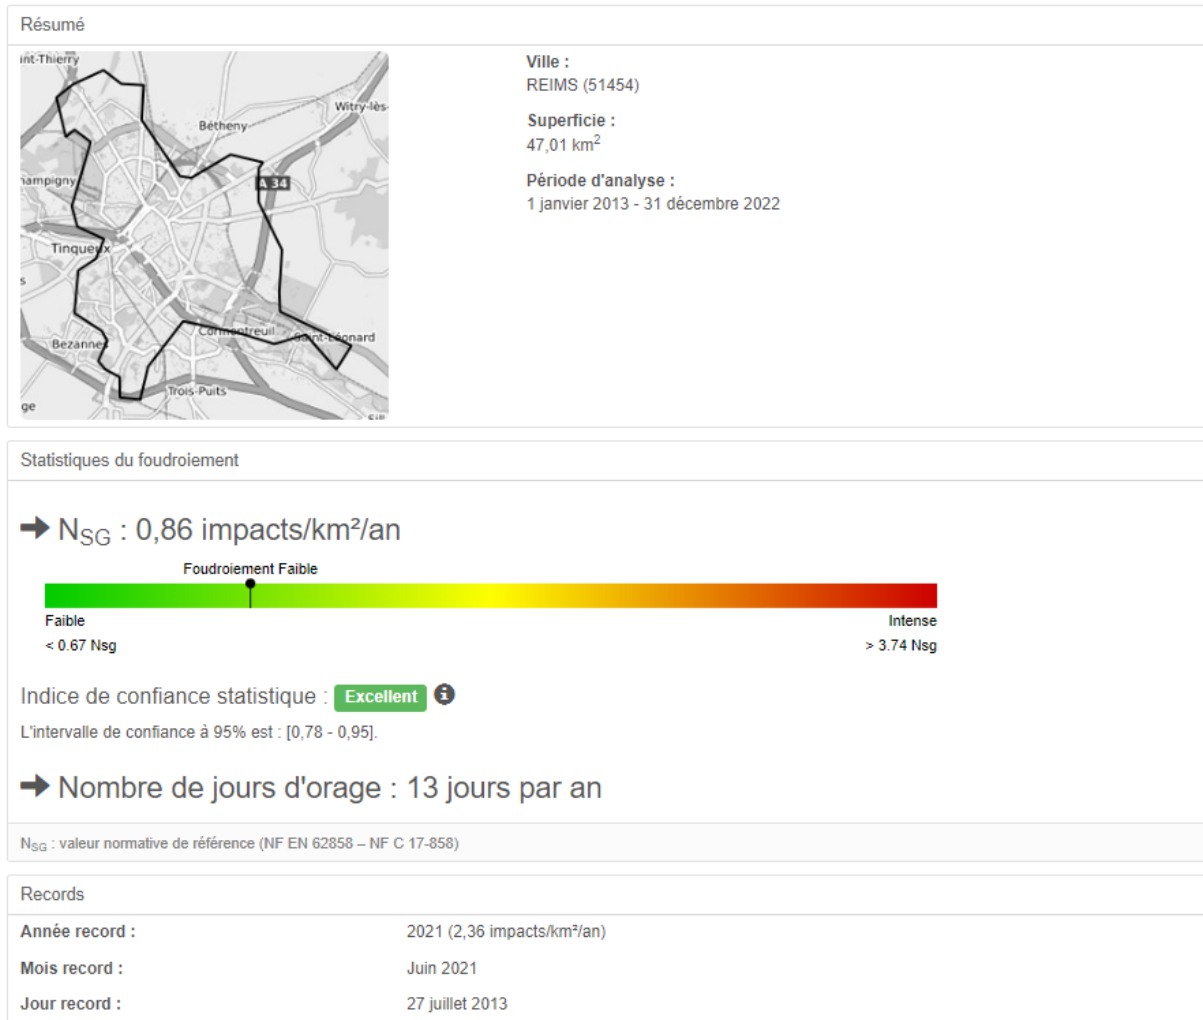 Résumé
int-Thierry
Witry-lès-
Bétheny
ampigny
A 34
Tinqueux
s
Cormontreuil
Saint-Léonard
Bezannes
Trois-Puits
ge
Sill
Ville :
REIMS (51454)
Superficie :
47,01 km²
Période d'analyse :
1 janvier 2013 - 31 décembre 2022
Statistiques du foudroiement
➔ NSG : 0,86 impacts/km²/an
Foudroiement Faible
Faible Intense
< 0.67 Nsg > 3.74 Nsg
Indice de confiance statistique : Excellent
L'intervalle de confiance à 95% est : [0,78 - 0,95].
➔ Nombre de jours d'orage : 13 jours par an
NSG : valeur normative de référence (NF EN 62858 – NF C 17-858)
Records
Année record : 2021 (2,36 impacts/km²/an)
Mois record : Juin 2021
Jour record : 27 juillet 2013